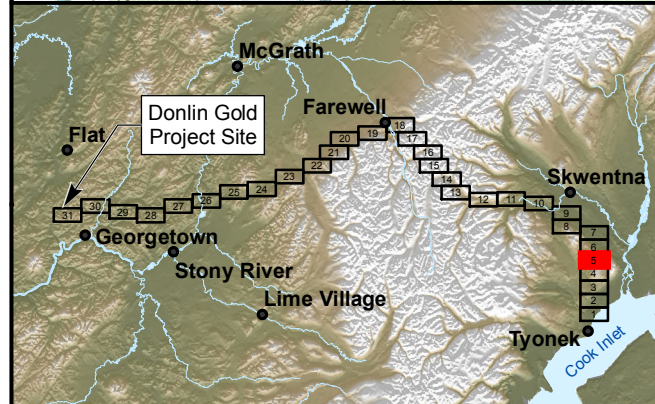 McGrath
Donlin Gold
Project Site
Farewell
Flat
18
19
17
20
16
21
15
22
14
23
13
24
25
12
11
10
26
27
28
29
30
31
Skwentna
9
8
7
6
5
4
3
2
1
Georgetown
Stony River
Lime Village
Tyonek
Cook Inlet